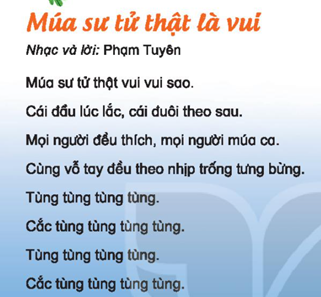 Múa sư tử thật là vui
Nhạc và lời: Phạm Tuyên
Múa sư tử thật vui vui sao.
Cái đầu lúc lắc, cái đuôi theo sau.
Mọi người đều thích, mọi người múa ca.
Cùng vỗ tay đều theo nhịp trống tưng bừng.
Tùng tùng tùng tùng.
Cắc tùng tùng tùng tùng.
Tùng tùng tùng tùng.
Cắc tùng tùng tùng tùng.